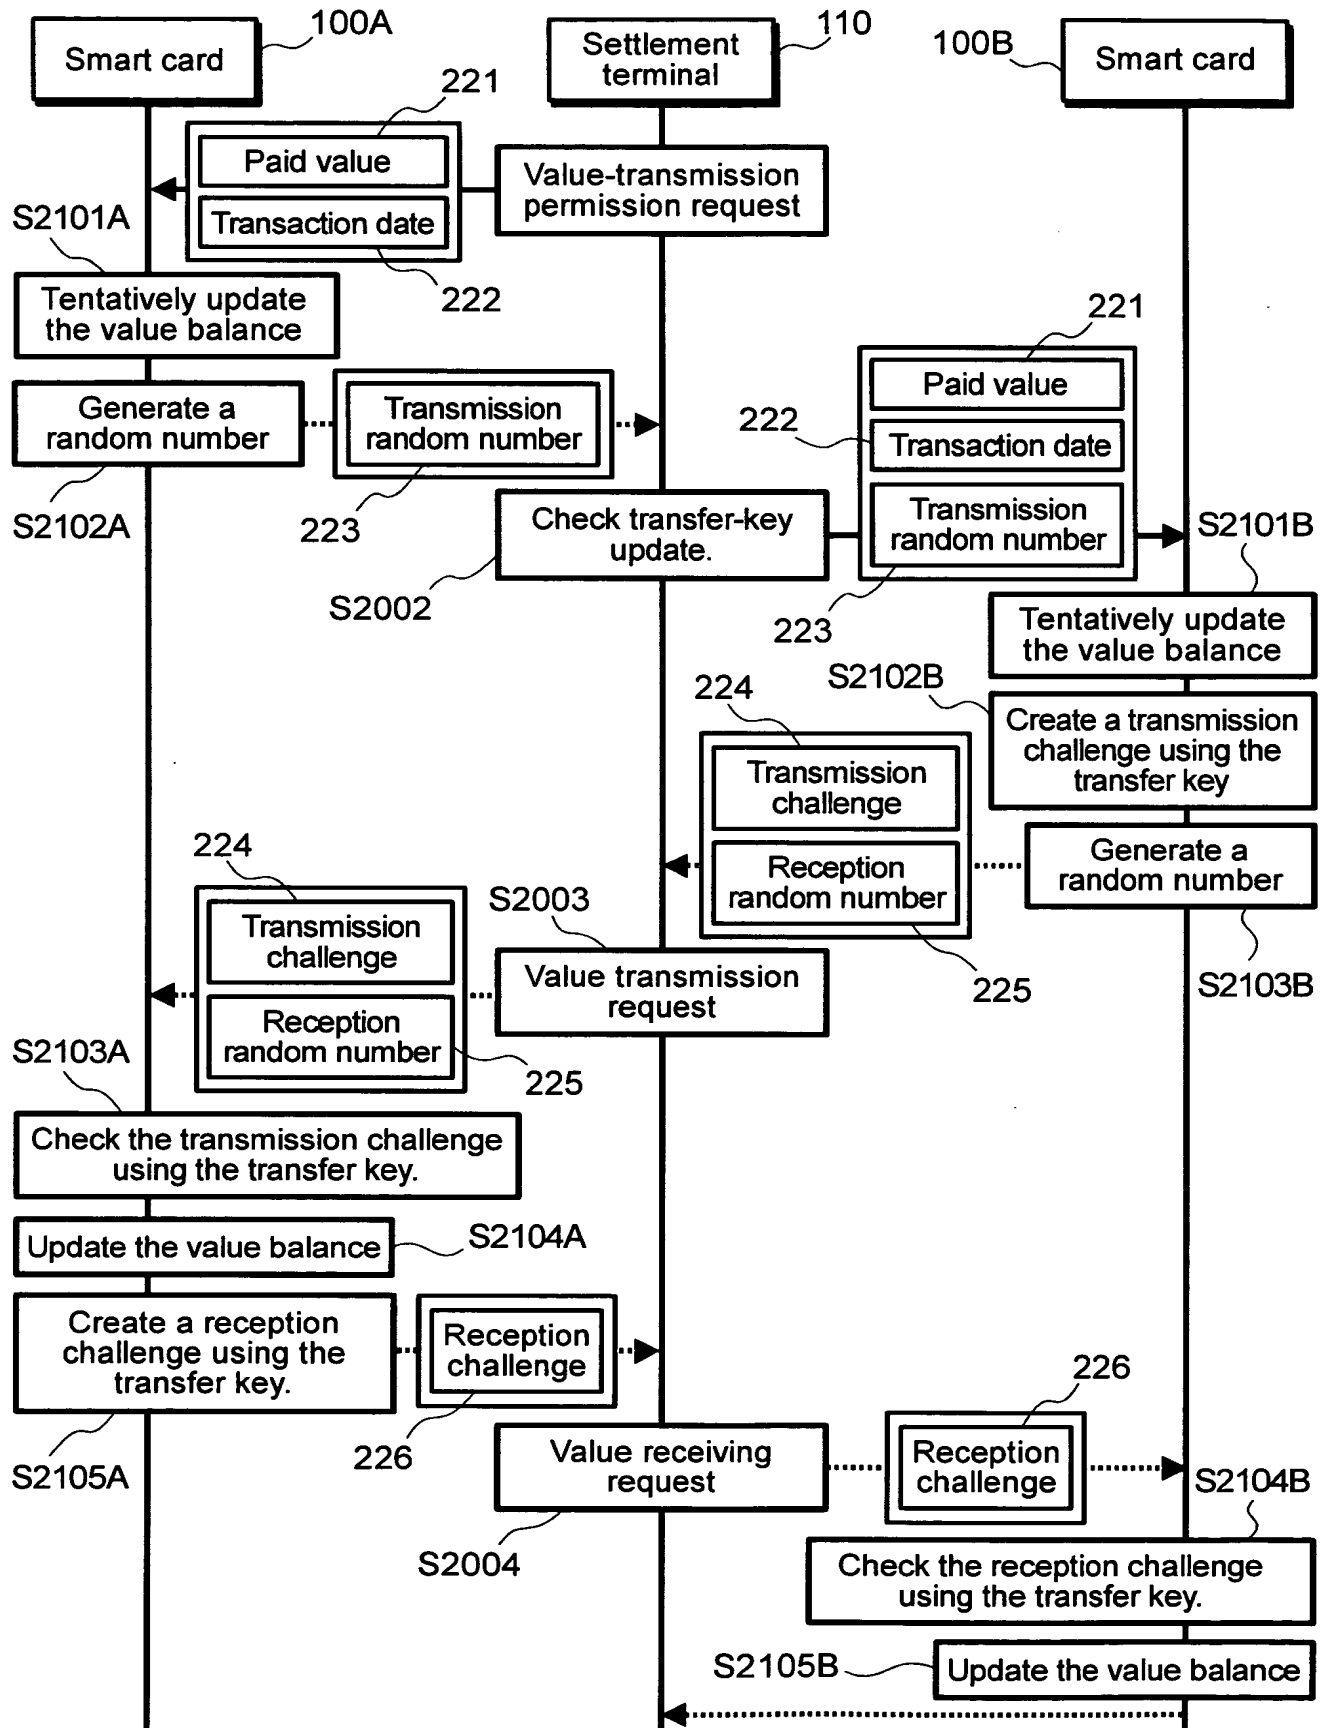 100A
110
100B
Smart card
Settlement
terminal
Smart card
221
Paid value
Transaction date
Value-transmission
permission request
S2101A
222
Tentatively update
the value balance
221
Paid value
222
Transaction date
Transmission
random number
Generate a
random number
Transmission
random number
S2102A
223
Check transfer-key
update.
S2101B
S2002
223
Tentatively update
the value balance
S2102B
224
Create a transmission
challenge using the
transfer key
Transmission
challenge
Reception
random number
Generate a
random number
224
S2003
Transmission
challenge
Reception
random number
Value transmission
request
225
S2103B
S2103A
225
Check the transmission challenge
using the transfer key.
Update the value balance
S2104A
Create a reception
challenge using the
transfer key.
Reception
challenge
226
S2105A
226
Value receiving
request
Reception
challenge
S2104B
S2004
Check the reception challenge
using the transfer key.
S2105B
Update the value balance